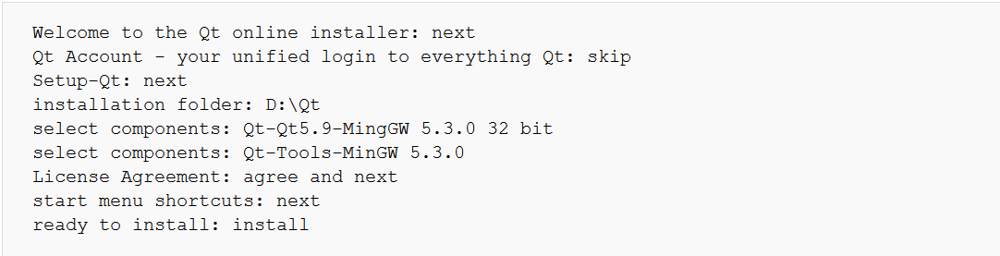 Welcome to the Qt online installer: next
Qt Account - your unified login to everything Qt: skip
Setup-Qt: next
installation folder: D:\Qt
select components: Qt-Qt5.9-MingGW 5.3.0 32 bit
select components: Qt-Tools-MinGW 5.3.0
License Agreement: agree and next
start menu shortcuts: next
ready to install: install